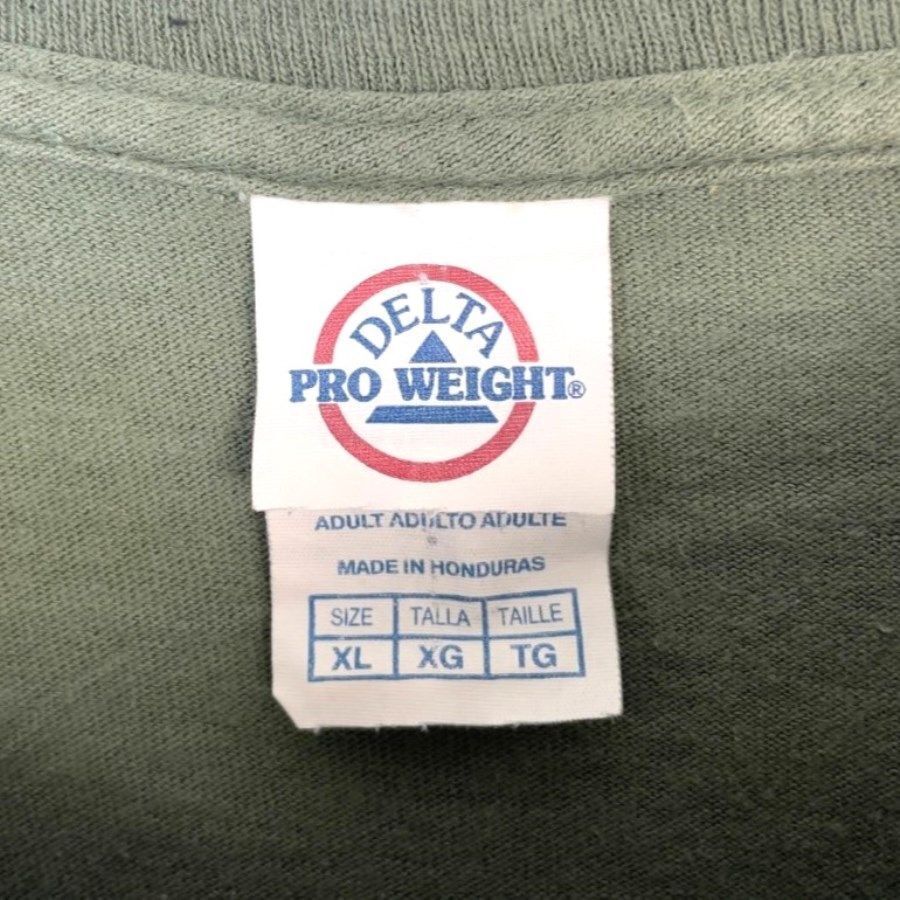 DELTA
PRO WEIGHT®
ADULT ADULTO ADULTE
MADE IN HONDURAS
SIZE TALLA TAILLE
XL XG TG